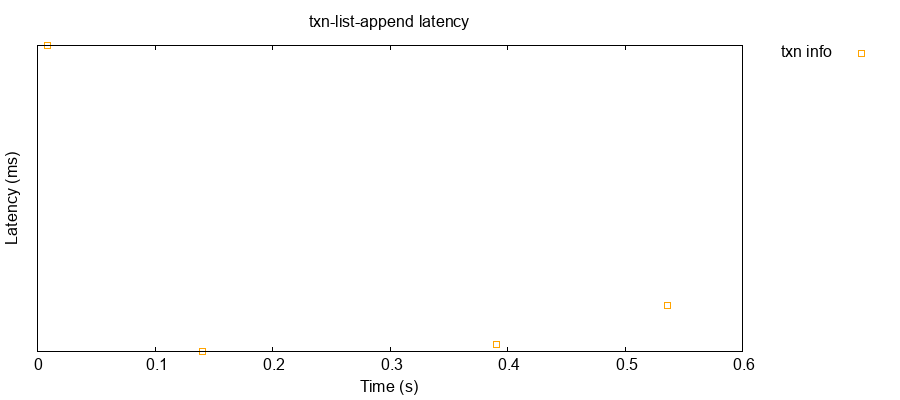 txn-list-append latency
txn info
Latency (ms)
0 0.1 0.2 0.3 0.4 0.5 0.6
Time (s)